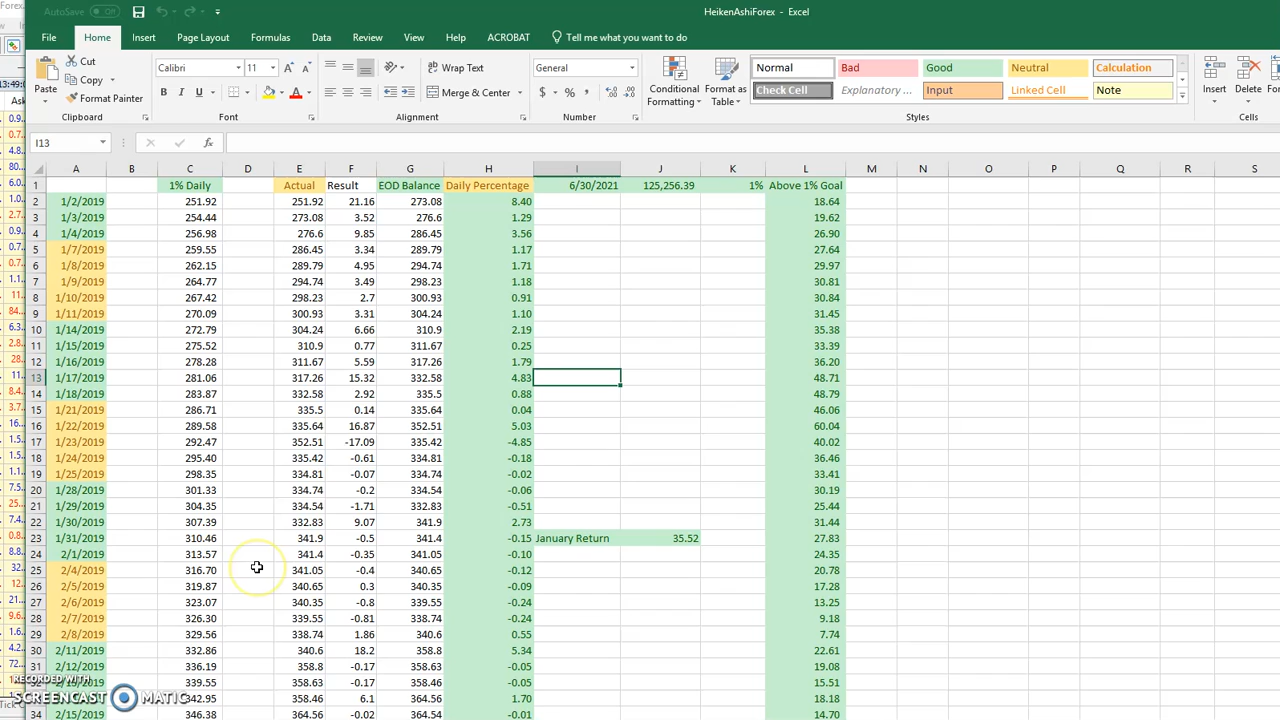 AutoSave Off HeikenAshiForex - Excel
Forex
File Home Insert Page Layout Formulas Data Review View Help ACROBAT Tell me what you want to do
Paste
Cut
Copy
Format Painter
Calibri 11
B I U
A A
Wrap Text
Merge & Center
General
$ % ,
Conditional Formatting
Format as Table
Normal Bad Good Neutral Calculation
Check Cell Explanatory ... Input Linked Cell Note
Insert Delete For
Clipboard Font Alignment Number Styles Cells
I13 fx
A B C D E F G H I J K L M N O P Q R S
1 1% Daily Actual Result EOD Balance Daily Percentage 6/30/2021 125,256.39 1% Above 1% Goal
2 1/2/2019 251.92 251.92 21.16 273.08 8.40 18.64
3 1/3/2019 254.44 273.08 3.52 276.6 1.29 19.62
4 1/4/2019 256.98 276.6 9.85 286.45 3.56 26.90
5 1/7/2019 259.55 286.45 3.34 289.79 1.17 27.64
6 1/8/2019 262.15 289.79 4.95 294.74 1.71 29.97
7 1/9/2019 264.77 294.74 3.49 298.23 1.18 30.81
8 1/10/2019 267.42 298.23 2.7 300.93 0.91 30.84
9 1/11/2019 270.09 300.93 3.31 304.24 1.10 31.45
10 1/14/2019 272.79 304.24 6.66 310.9 2.19 35.38
11 1/15/2019 275.52 310.9 0.77 311.67 0.25 33.39
12 1/16/2019 278.28 311.67 5.59 317.26 1.79 36.20
13 1/17/2019 281.06 317.26 15.32 332.58 4.83 48.71
14 1/18/2019 283.87 332.58 2.92 335.5 0.88 48.79
15 1/21/2019 286.71 335.5 0.14 335.64 0.04 46.06
16 1/22/2019 289.58 335.64 16.87 352.51 5.03 60.04
17 1/23/2019 292.47 352.51 -17.09 335.42 -4.85 40.02
18 1/24/2019 295.40 335.42 -0.61 334.81 -0.18 36.46
19 1/25/2019 298.35 334.81 -0.07 334.74 -0.02 33.41
20 1/28/2019 301.33 334.74 -0.2 334.54 -0.06 30.19
21 1/29/2019 304.35 334.54 -1.71 332.83 -0.51 25.44
22 1/30/2019 307.39 332.83 9.07 341.9 2.73 31.44
23 1/31/2019 310.46 341.9 -0.5 341.4 -0.15 January Return 35.52 27.83
24 2/1/2019 313.57 341.4 -0.35 341.05 -0.10 24.35
25 2/4/2019 316.70 341.05 -0.4 340.65 -0.12 20.78
26 2/5/2019 319.87 340.65 0.3 340.35 -0.09 17.28
27 2/6/2019 323.07 340.35 -0.8 339.55 -0.24 13.25
28 2/7/2019 326.30 339.55 -0.81 338.74 -0.24 9.18
29 2/8/2019 329.56 338.74 1.86 340.6 0.55 7.74
30 2/11/2019 332.86 340.6 18.2 358.8 5.34 22.61
31 2/12/2019 336.19 358.8 -0.17 358.63 -0.05 19.08
339.55 358.63 -0.17 358.46 -0.05 15.51
342.95 358.46 6.1 364.56 1.70 18.18
34 2/15/2019 346.38 364.56 -0.02 364.54 -0.01 14.70
RECORDED WITH
SCREENCAST MATIC